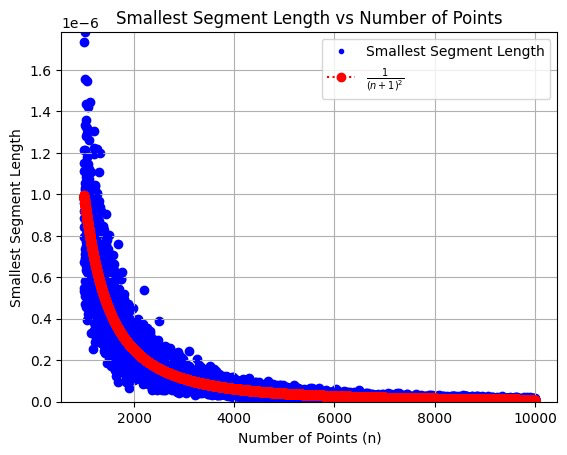 Smallest Segment Length vs Number of Points
1e−6
Smallest Segment Length
1/(n+1)²
1.6
1.4
1.2
1.0
0.8
0.6
0.4
0.2
0.0
Smallest Segment Length
2000 4000 6000 8000 10000
Number of Points (n)